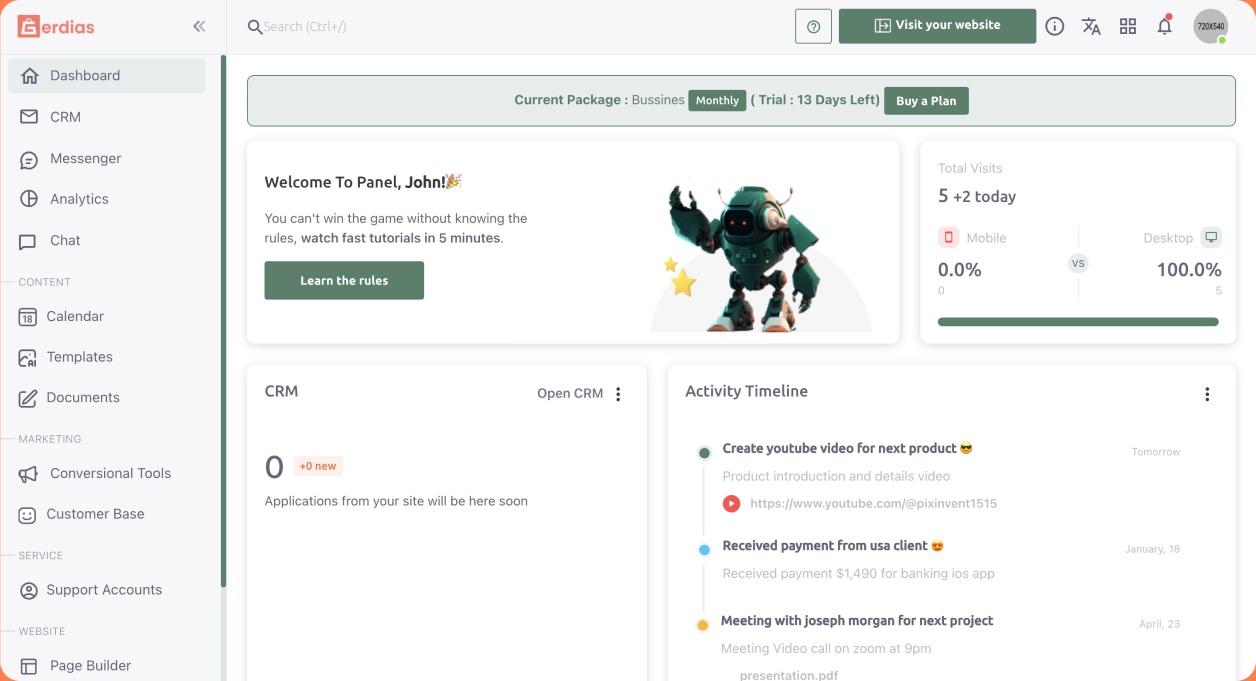 Gerdias
Search (Ctrl+/)
Visit your website
720X540
Dashboard
CRM
Messenger
Analytics
Chat
CONTENT
18
Calendar
AI
Templates
Documents
MARKETING
Conversional Tools
Customer Base
SERVICE
Support Accounts
WEBSITE
Page Builder
Current Package : Bussines Monthly ( Trial : 13 Days Left) Buy a Plan
Welcome To Panel, John!🎉
You can't win the game without knowing the
rules, watch fast tutorials in 5 minutes.
Learn the rules
Total Visits
5 +2 today
Mobile
Desktop
VS
0.0%
100.0%
0
5
CRM
Open CRM
0 +0 new
Applications from your site will be here soon
Activity Timeline
Create youtube video for next product 😎
Tomorrow
Product introduction and details video
https://www.youtube.com/@pixinvent1515
Received payment from usa client 😍
January, 18
Received payment $1,490 for banking ios app
Meeting with joseph morgan for next project
April, 23
Meeting Video call on zoom at 9pm
presentation.pdf